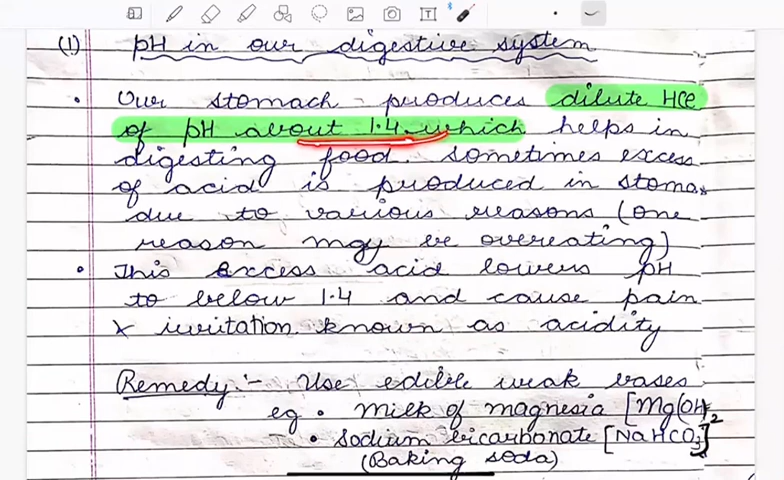 (1) pH in our digestive system
• Our stomach produces dilute HCl
of pH about 1.4 which helps in
digesting food. sometimes excess
of acid is produced in stoma
due to various reasons (one
reason may be overeating)
• This excess acid lowers pH
to below 1.4 and cause pain
& irritation known as acidity
Remedy :- Use edible weak bases
eg • Milk of magnesia [Mg(OH)2
• Sodium bicarbonate [NaHCO3]
(Baking soda)